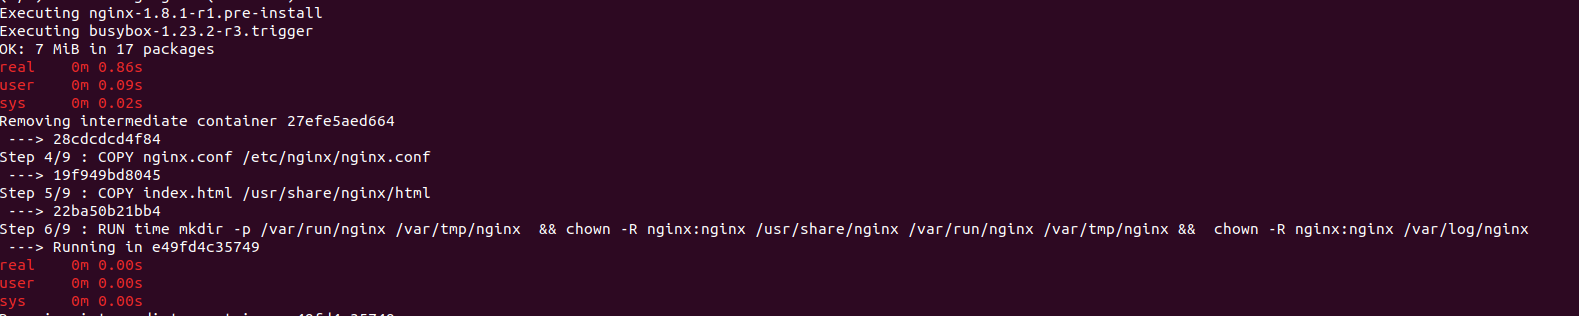 Executing nginx-1.8.1-r1.pre-install
Executing busybox-1.23.2-r3.trigger
OK: 7 MiB in 17 packages
real    0m 0.86s
user    0m 0.09s
sys     0m 0.02s
Removing intermediate container 27efe5aed664
 ---> 28cdcdcd4f84
Step 4/9 : COPY nginx.conf /etc/nginx/nginx.conf
 ---> 19f949bd8045
Step 5/9 : COPY index.html /usr/share/nginx/html
 ---> 22ba50b21bb4
Step 6/9 : RUN time mkdir -p /var/run/nginx /var/tmp/nginx  && chown -R nginx:nginx /usr/share/nginx /var/run/nginx /var/tmp/nginx &&  chown -R nginx:nginx /var/log/nginx
 ---> Running in e49fd4c35749
real    0m 0.00s
user    0m 0.00s
sys     0m 0.00s